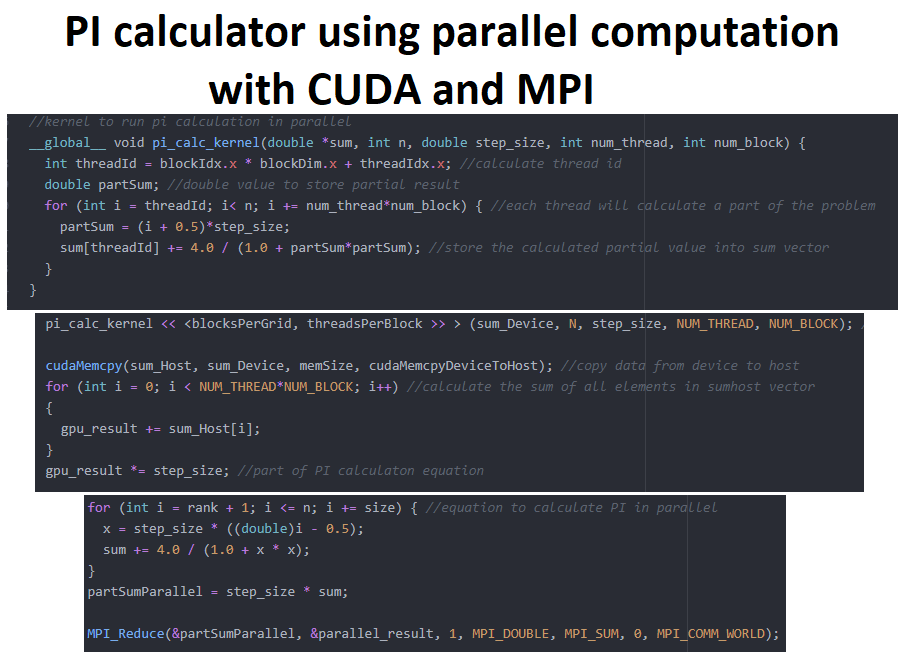 PI calculator using parallel computation
with CUDA and MPI
//kernel to run pi calculation in parallel
__global__ void pi_calc_kernel(double *sum, int n, double step_size, int num_thread, int num_block) {
int threadId = blockIdx.x * blockDim.x + threadIdx.x; //calculate thread id
double partSum; //double value to store partial result
for (int i = threadId; i< n; i += num_thread*num_block) { //each thread will calculate a part of the problem
partSum = (i + 0.5)*step_size;
sum[threadId] += 4.0 / (1.0 + partSum*partSum); //store the calculated partial value into sum vector
}
}
pi_calc_kernel << <blocksPerGrid, threadsPerBlock >> > (sum_Device, N, step_size, NUM_THREAD, NUM_BLOCK); /
cudaMemcpy(sum_Host, sum_Device, memSize, cudaMemcpyDeviceToHost); //copy data from device to host
for (int i = 0; i < NUM_THREAD*NUM_BLOCK; i++) //calculate the sum of all elements in sumhost vector
{
gpu_result += sum_Host[i];
}
gpu_result *= step_size; //part of PI calculaton equation
for (int i = rank + 1; i <= n; i += size) { //equation to calculate PI in parallel
x = step_size * ((double)i - 0.5);
sum += 4.0 / (1.0 + x * x);
}
partSumParallel = step_size * sum;
MPI_Reduce(&partSumParallel, &parallel_result, 1, MPI_DOUBLE, MPI_SUM, 0, MPI_COMM_WORLD);